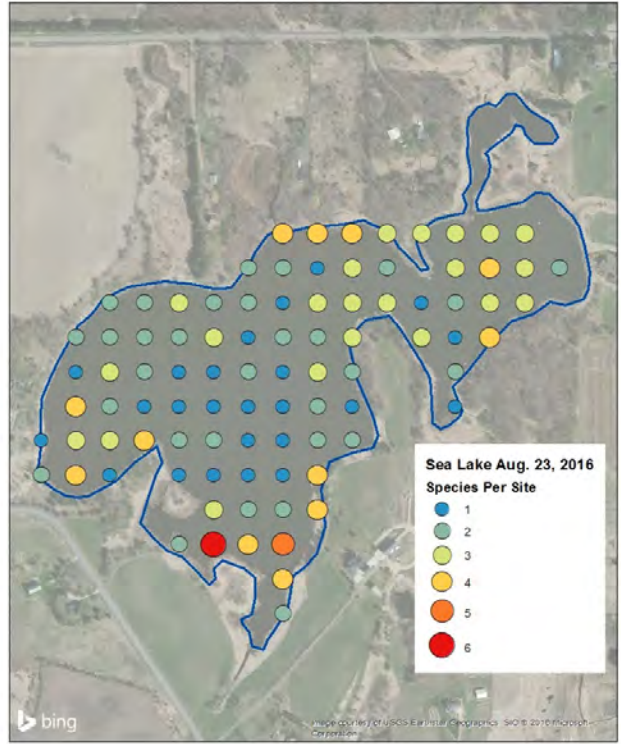 Sea Lake Aug. 23, 2016
Species Per Site
1
2
3
4
5
6
bing
Image courtesy of USGS Earthstar Geographics SIO © 2016 Microsoft
Corporation